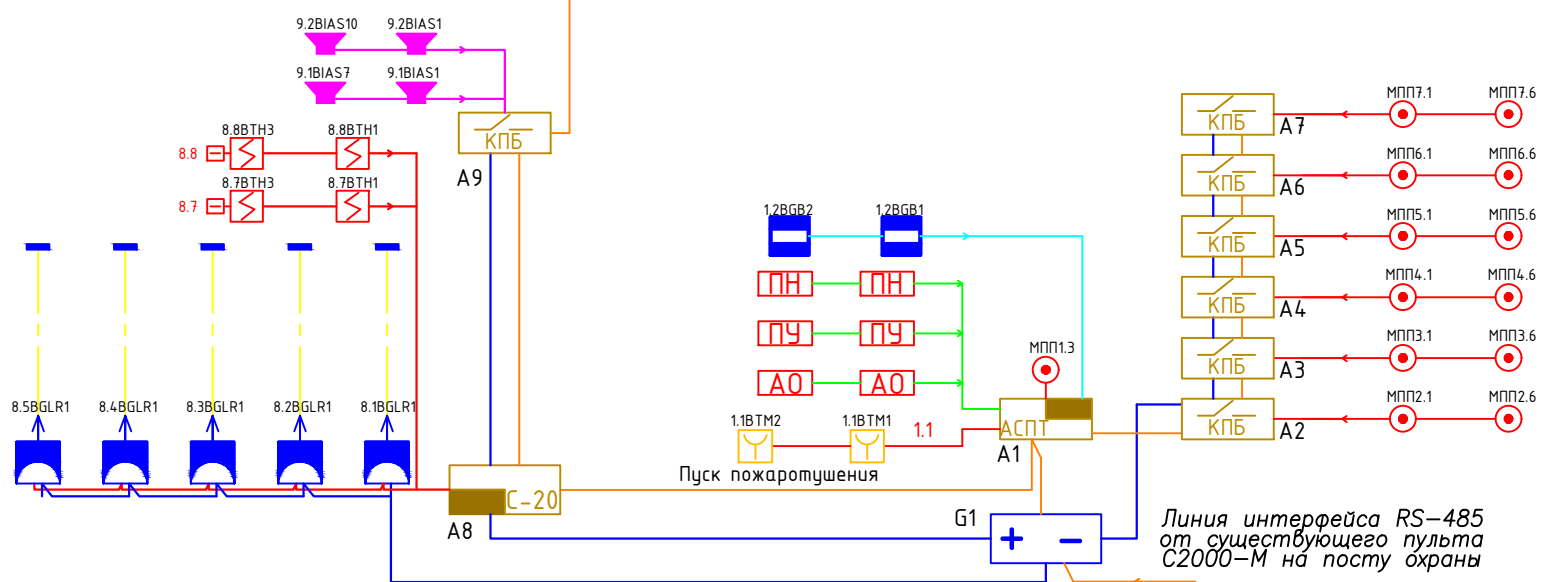 9.2BIAS10 9.2BIAS1
9.1BIAS7 9.1BIAS1
КПБ
A9
8.8BTH3 8.8BTH1
8.8
8.7BTH3 8.7BTH1
8.7
8.5BGLR1 8.4BGLR1 8.3BGLR1 8.2BGLR1 8.1BGLR1
С-20
A8
1.2BGB2 1.2BGB1
ПН ПН
ПУ ПУ
АО АО
МПП1.3
1.1BTM2 1.1BTM1 1.1
АСПТ
A1
Пуск пожаротушения
G1
+ −
МПП7.1 МПП7.6
КПБ A7
МПП6.1 МПП6.6
КПБ A6
МПП5.1 МПП5.6
КПБ A5
МПП4.1 МПП4.6
КПБ A4
МПП3.1 МПП3.6
КПБ A3
МПП2.1 МПП2.6
КПБ A2
Линия интерфейса RS-485
от существующего пульта
С2000-М на посту охраны